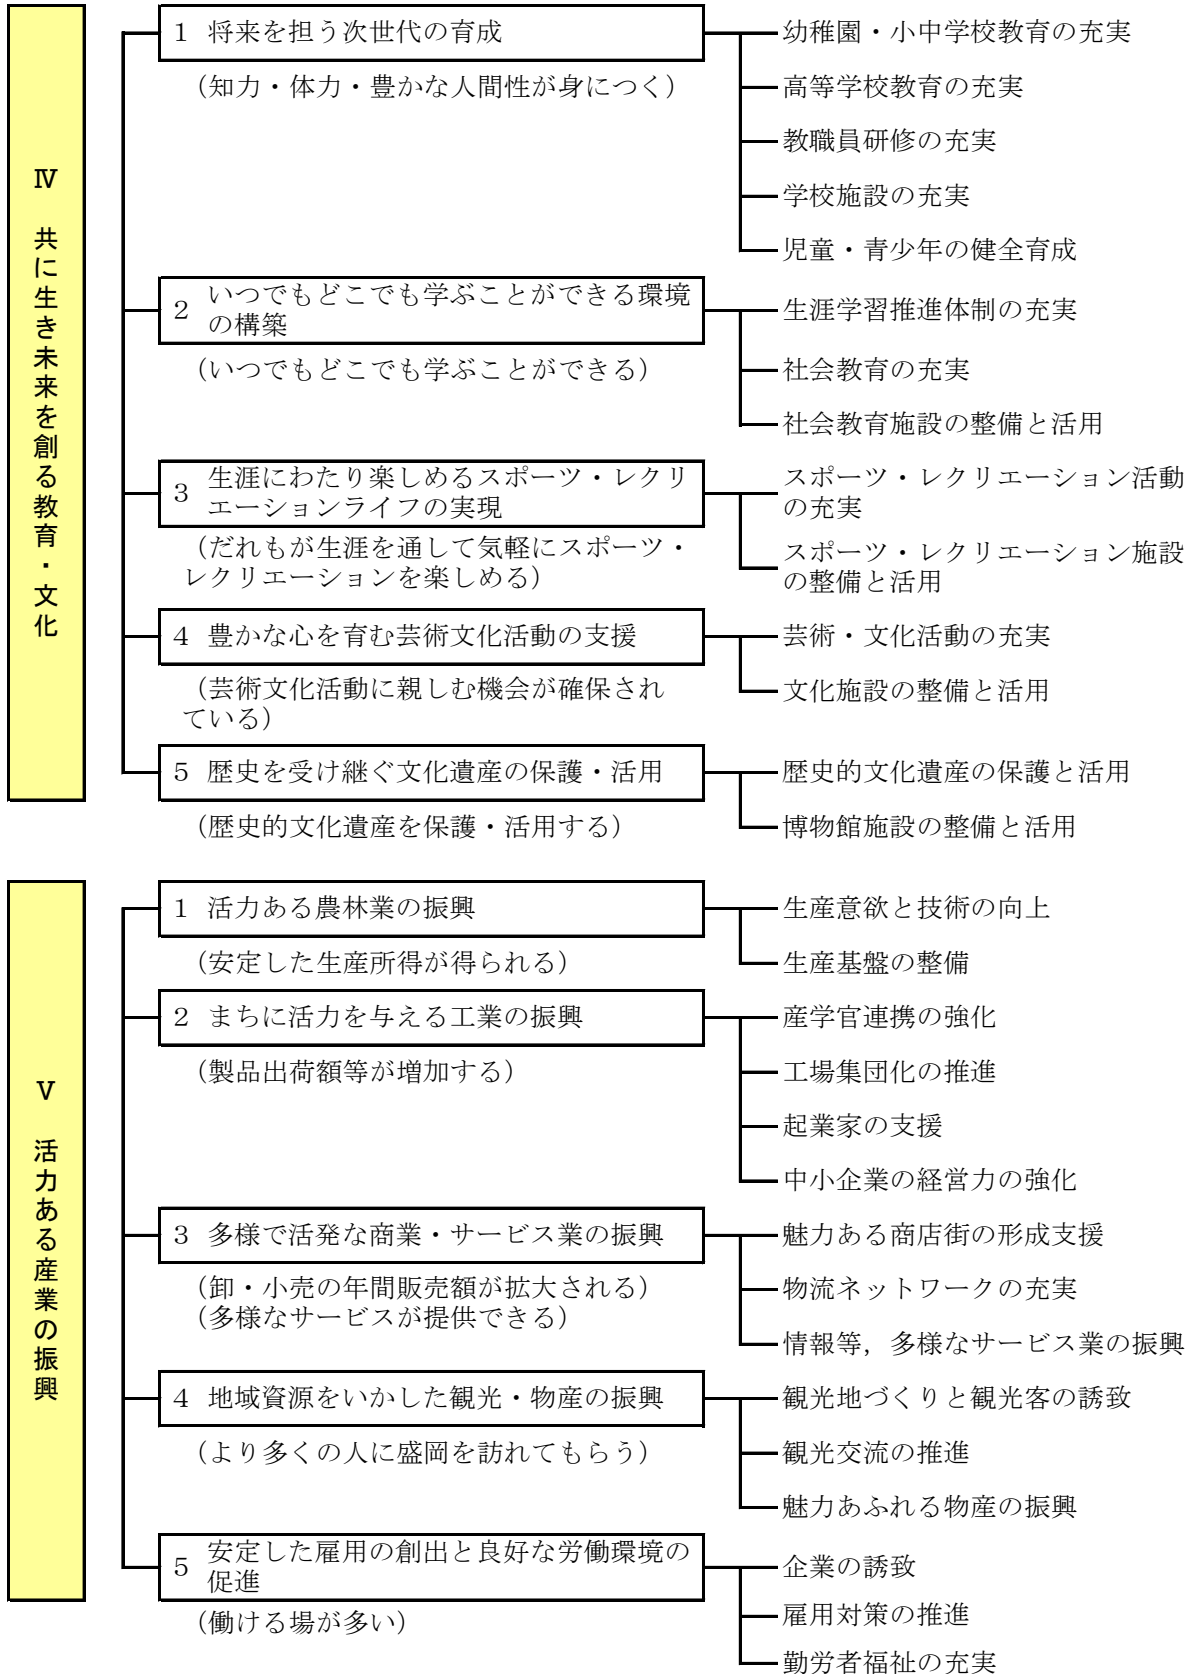 Ⅳ　共に生き未来を創る教育・文化
1 将来を担う次世代の育成
（知力・体力・豊かな人間性が身につく）
幼稚園・小中学校教育の充実
高等学校教育の充実
教職員研修の充実
学校施設の充実
児童・青少年の健全育成
2 いつでもどこでも学ぶことができる環境
の構築
（いつでもどこでも学ぶことができる）
生涯学習推進体制の充実
社会教育の充実
社会教育施設の整備と活用
3 生涯にわたり楽しめるスポーツ・レクリ
エーションライフの実現
（だれもが生涯を通して気軽にスポーツ・
レクリエーションを楽しめる）
スポーツ・レクリエーション活動
の充実
スポーツ・レクリエーション施設
の整備と活用
4 豊かな心を育む芸術文化活動の支援
（芸術文化活動に親しむ機会が確保され
ている）
芸術・文化活動の充実
文化施設の整備と活用
5 歴史を受け継ぐ文化遺産の保護・活用
（歴史的文化遺産を保護・活用する）
歴史的文化遺産の保護と活用
博物館施設の整備と活用
Ⅴ　活力ある産業の振興
1 活力ある農林業の振興
（安定した生産所得が得られる）
生産意欲と技術の向上
生産基盤の整備
2 まちに活力を与える工業の振興
（製品出荷額等が増加する）
産学官連携の強化
工場集団化の推進
起業家の支援
中小企業の経営力の強化
3 多様で活発な商業・サービス業の振興
（卸・小売の年間販売額が拡大される）
（多様なサービスが提供できる）
魅力ある商店街の形成支援
物流ネットワークの充実
情報等，多様なサービス業の振興
4 地域資源をいかした観光・物産の振興
（より多くの人に盛岡を訪れてもらう）
観光地づくりと観光客の誘致
観光交流の推進
魅力あふれる物産の振興
5 安定した雇用の創出と良好な労働環境の
促進
（働ける場が多い）
企業の誘致
雇用対策の推進
勤労者福祉の充実